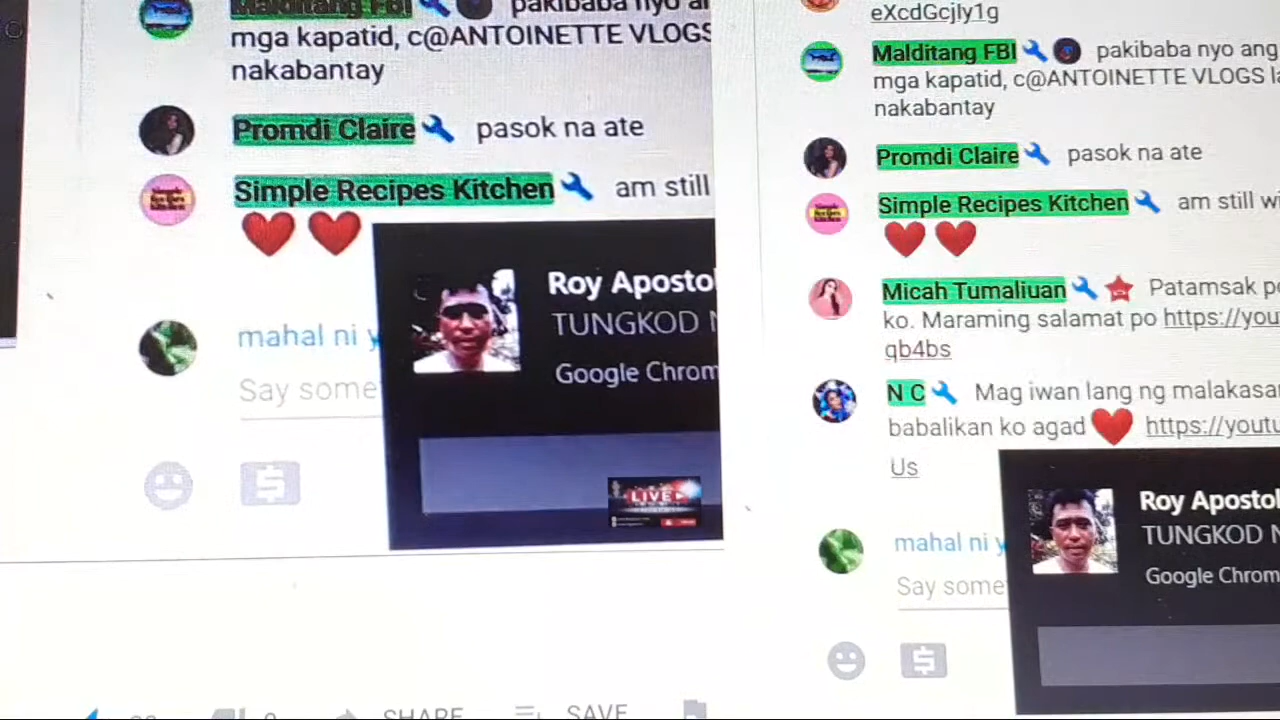 Malditang FBI pakibaba nyo
mga kapatid, c@ANTOINETTE VLOGS
nakabantay
Promdi Claire pasok na ate
Simple Recipes Kitchen am still
mahal ni y
Say some
Roy Aposto
TUNGKOD
Google Chrom
LIVE
SHARE
SAVE
eXcdGcjly1g
Malditang FBI pakibaba nyo ang
mga kapatid, c@ANTOINETTE VLOGS la
nakabantay
Promdi Claire pasok na ate
Simple Recipes Kitchen am still wi
Micah Tumaliuan Patamsak po
ko. Maraming salamat po https://you
qb4bs
N C Mag iwan lang ng malakasa
babalikan ko agad https://youtu
Us
mahal ni y
Say some
Roy Apostol
TUNGKOD
Google Chrom